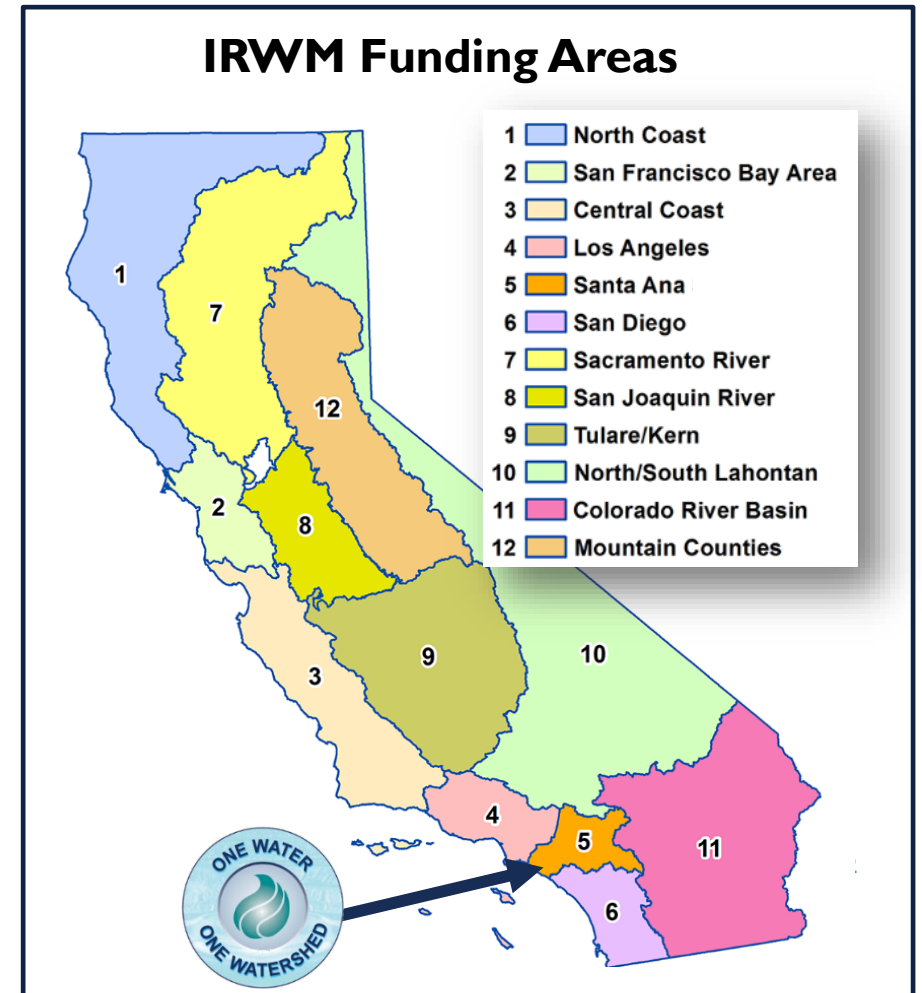 IRWM Funding Areas
1 North Coast
2 San Francisco Bay Area
3 Central Coast
4 Los Angeles
5 Santa Ana
6 San Diego
7 Sacramento River
8 San Joaquin River
9 Tulare/Kern
10 North/South Lahontan
11 Colorado River Basin
12 Mountain Counties
1
7
12
2
8
3
9
10
4
5
11
6
ONE WATER
ONE WATERSHED